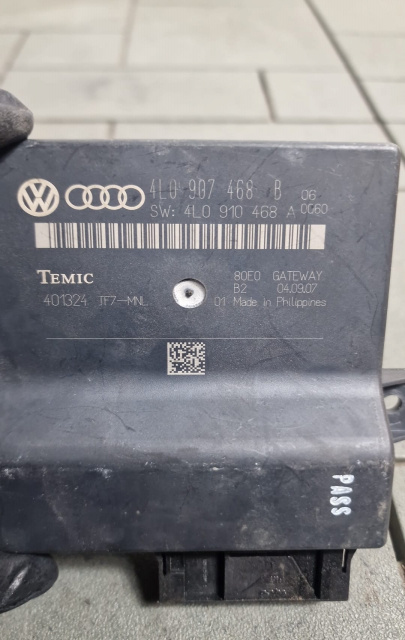 4L0 907 468 B 06
SW: 4L0 910 468 A 0060
TEMIC 80E0 GATEWAY
B2 04.09.07
401324 TF7-MNL 01 Made in Philippines
PASS